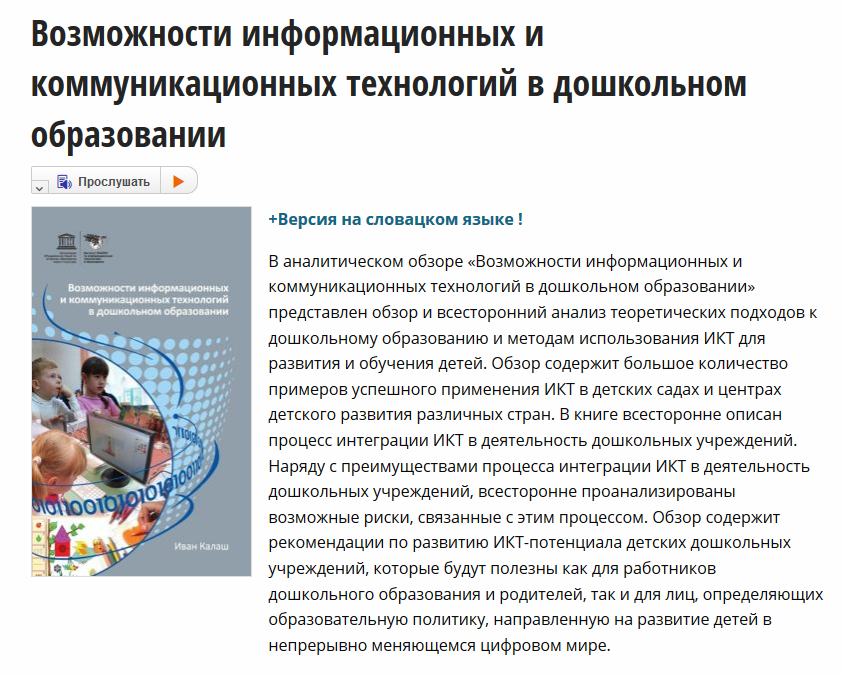 Возможности информационных и
коммуникационных технологий в дошкольном
образовании
Прослушать
Возможности информационных
и коммуникационных технологий
в дошкольном образовании
Иван Калаш
+Версия на словацком языке !
В аналитическом обзоре «Возможности информационных и
коммуникационных технологий в дошкольном образовании»
представлен обзор и всесторонний анализ теоретических подходов к
дошкольному образованию и методам использования ИКТ для
развития и обучения детей. Обзор содержит большое количество
примеров успешного применения ИКТ в детских садах и центрах
детского развития различных стран. В книге всесторонне описан
процесс интеграции ИКТ в деятельность дошкольных учреждений.
Наряду с преимуществами процесса интеграции ИКТ в деятельность
дошкольных учреждений, всесторонне проанализированы
возможные риски, связанные с этим процессом. Обзор содержит
рекомендации по развитию ИКТ-потенциала детских дошкольных
учреждений, которые будут полезны как для работников
дошкольного образования и родителей, так и для лиц, определяющих
образовательную политику, направленную на развитие детей в
непрерывно меняющемся цифровом мире.